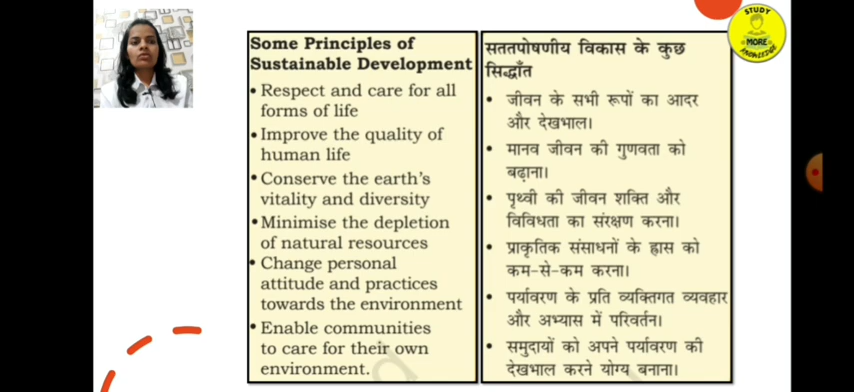 STUDY
MORE
KNOWLEDGE
Some Principles of
Sustainable Development
• Respect and care for all
forms of life
• Improve the quality of
human life
• Conserve the earth's
vitality and diversity
• Minimise the depletion
of natural resources
• Change personal
attitude and practices
towards the environment
• Enable communities
to care for their own
environment.
सततपोषणीय विकास के कुछ
सिद्धाँत
• जीवन के सभी रूपों का आदर
और देखभाल।
• मानव जीवन की गुणवता को
बढ़ाना।
• पृथ्वी की जीवन शक्ति और
विविधता का संरक्षण करना।
• प्राकृतिक संसाधनों के ह्रास को
कम-से-कम करना।
• पर्यावरण के प्रति व्यक्तिगत व्यवहार
और अभ्यास में परिवर्तन।
• समुदायों को अपने पर्यावरण की
देखभाल करने योग्य बनाना।